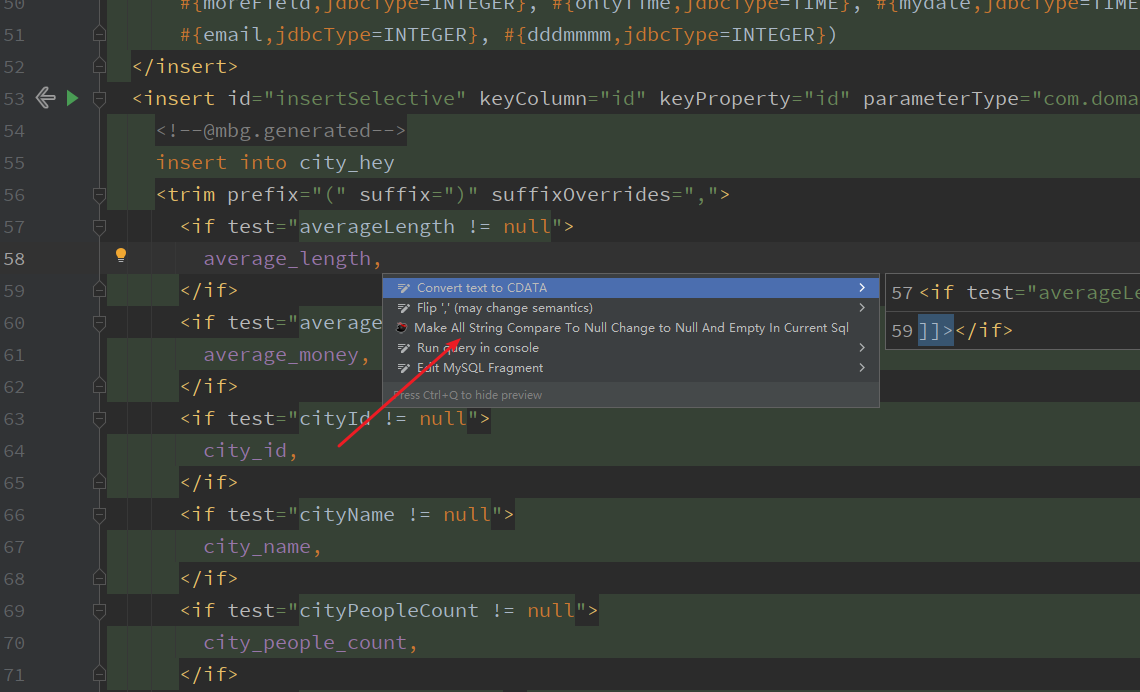 50 #{moreField,jdbcType=INTEGER}, #{onlyTime,jdbcType=TIME}, #{mydate,jdbcType=TIME
51 #{email,jdbcType=INTEGER}, #{dddmmmm,jdbcType=INTEGER})
52 </insert>
53 <insert id="insertSelective" keyColumn="id" keyProperty="id" parameterType="com.doma
54 <!--@mbg.generated-->
55 insert into city_hey
56 <trim prefix="(" suffix=")" suffixOverrides=",">
57 <if test="averageLength != null">
58 average_length,
59 </if>
60 <if test="average
61 average_money,
62 </if>
63 <if test="cityId != null">
64 city_id,
65 </if>
66 <if test="cityName != null">
67 city_name,
68 </if>
69 <if test="cityPeopleCount != null">
70 city_people_count,
71 </if>
Convert text to CDATA
Flip ',' (may change semantics)
Make All String Compare To Null Change to Null And Empty In Current Sql
Run query in console
Edit MySQL Fragment
Press Ctrl+Q to hide preview
57 <if test="averageLe
59 ]]></if>